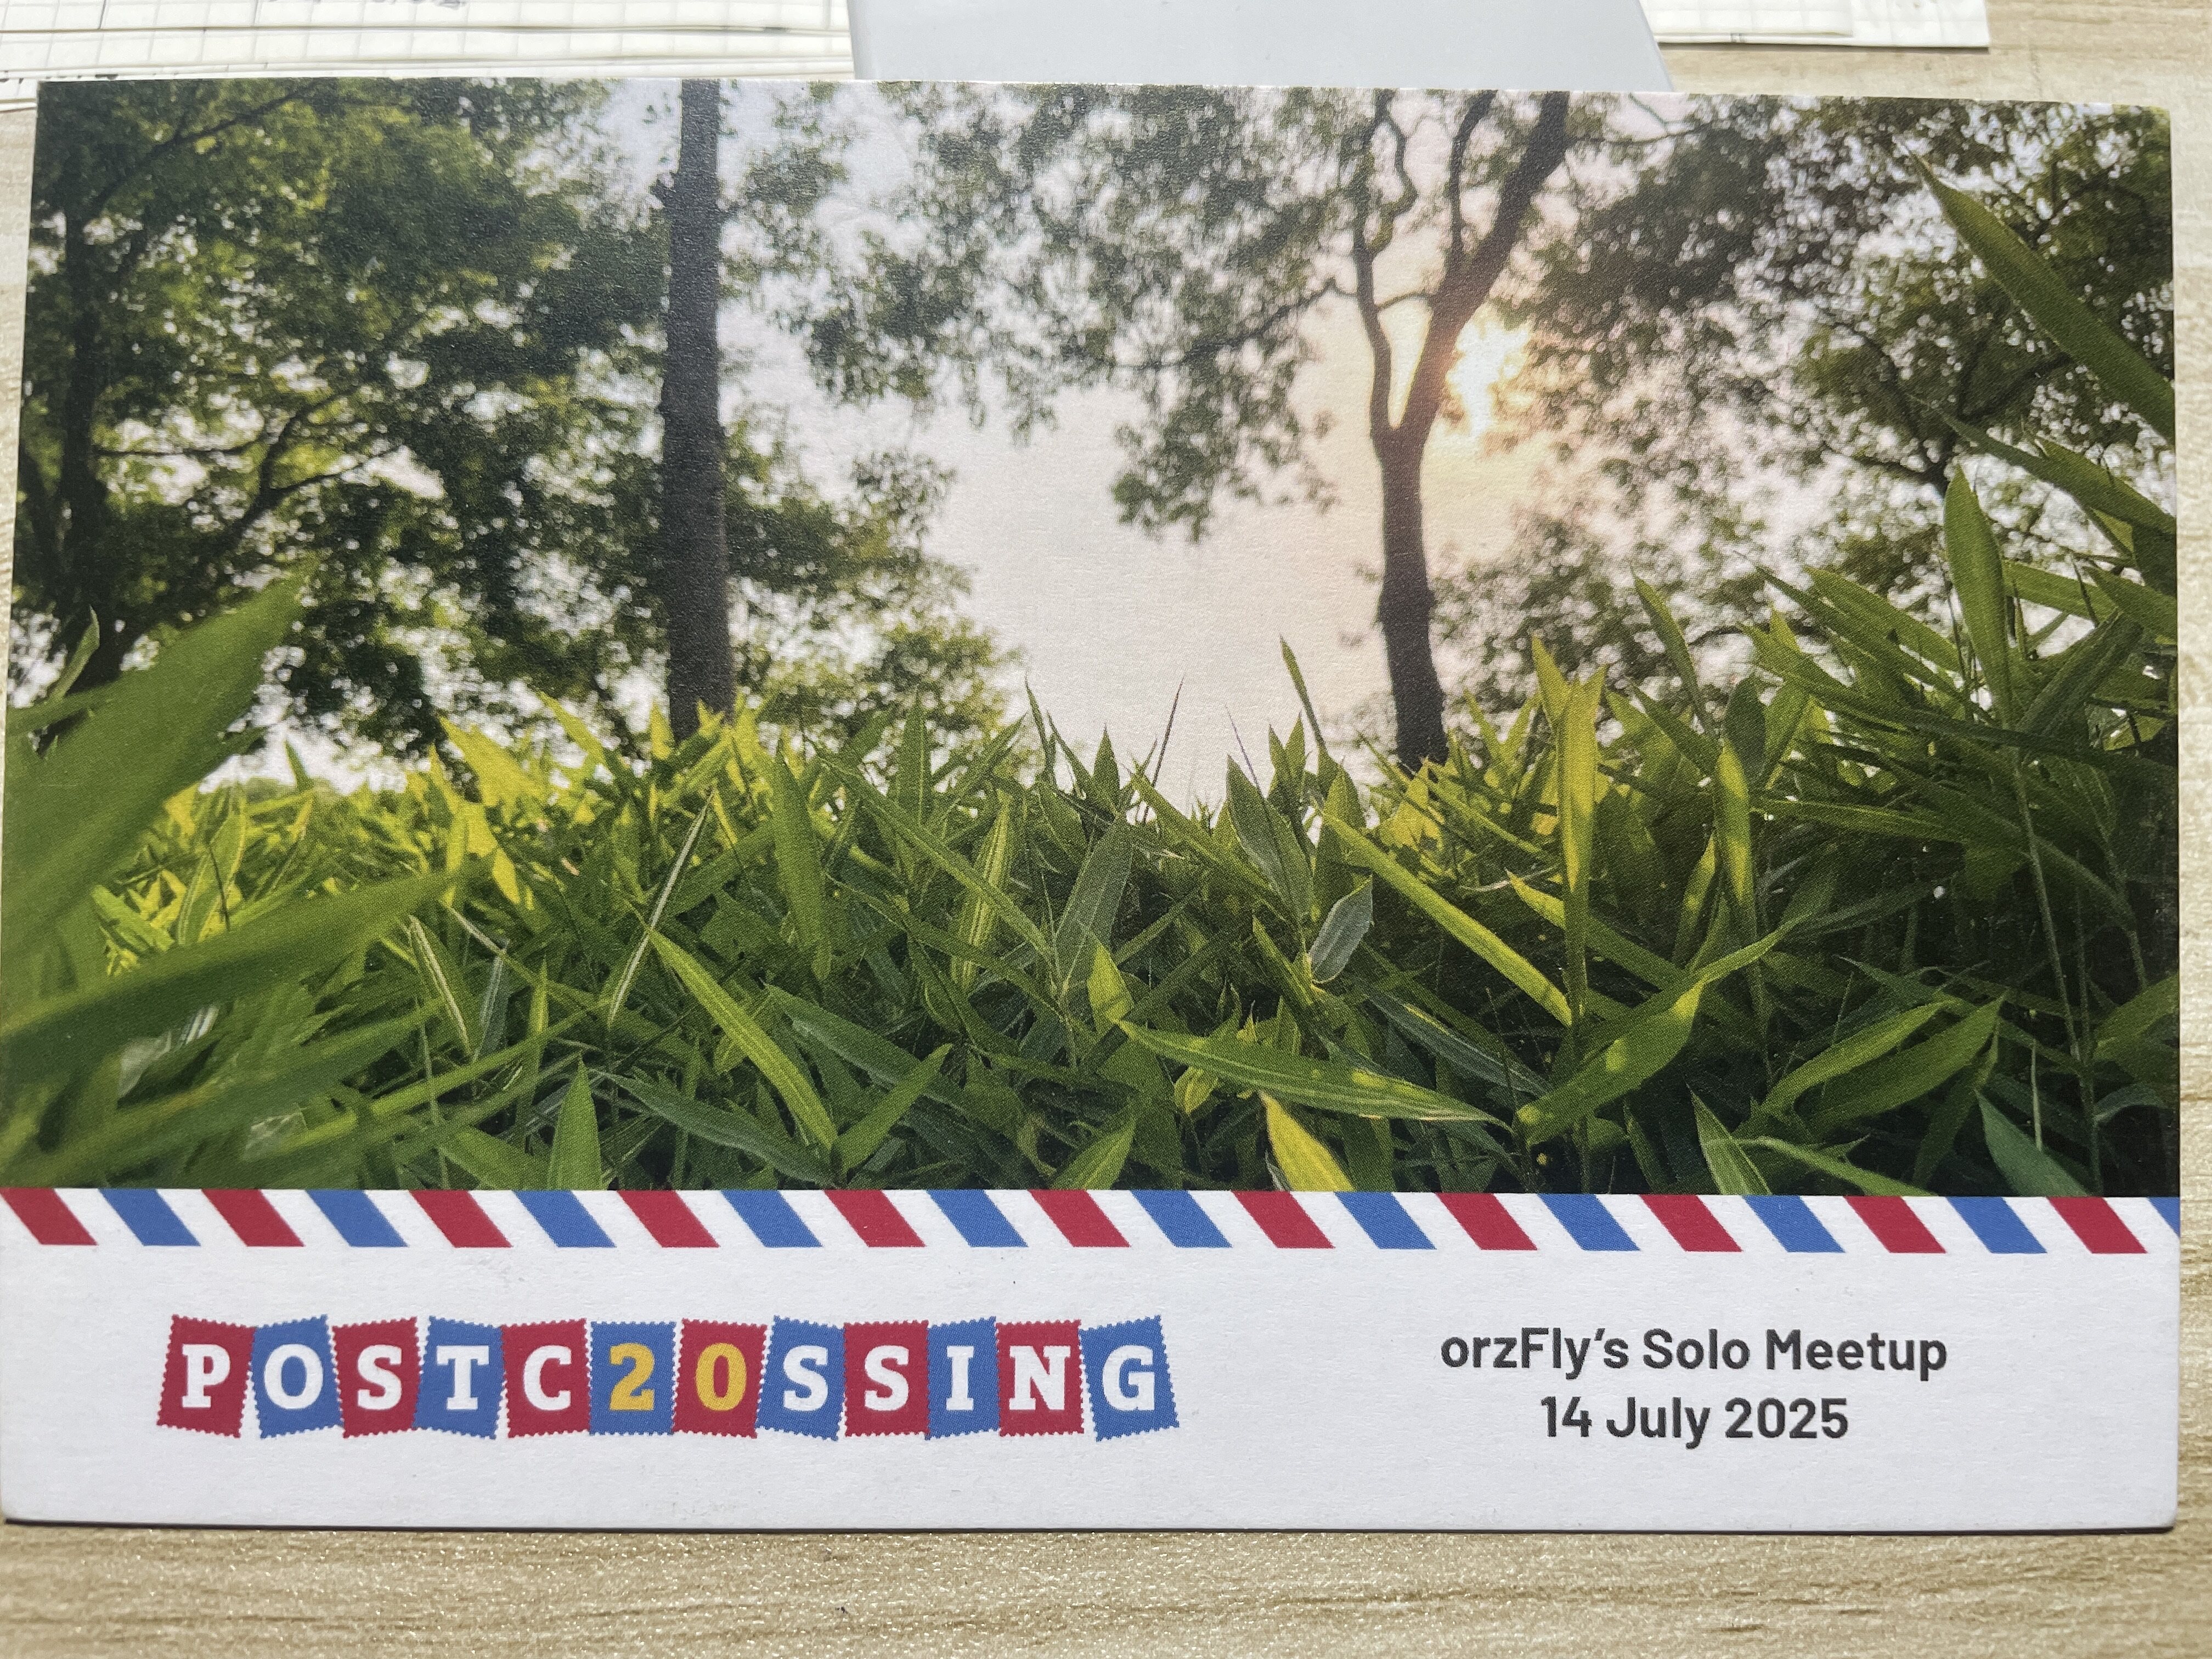 POSTC20SSING
orzFly‘s Solo Meetup
14 July 2025